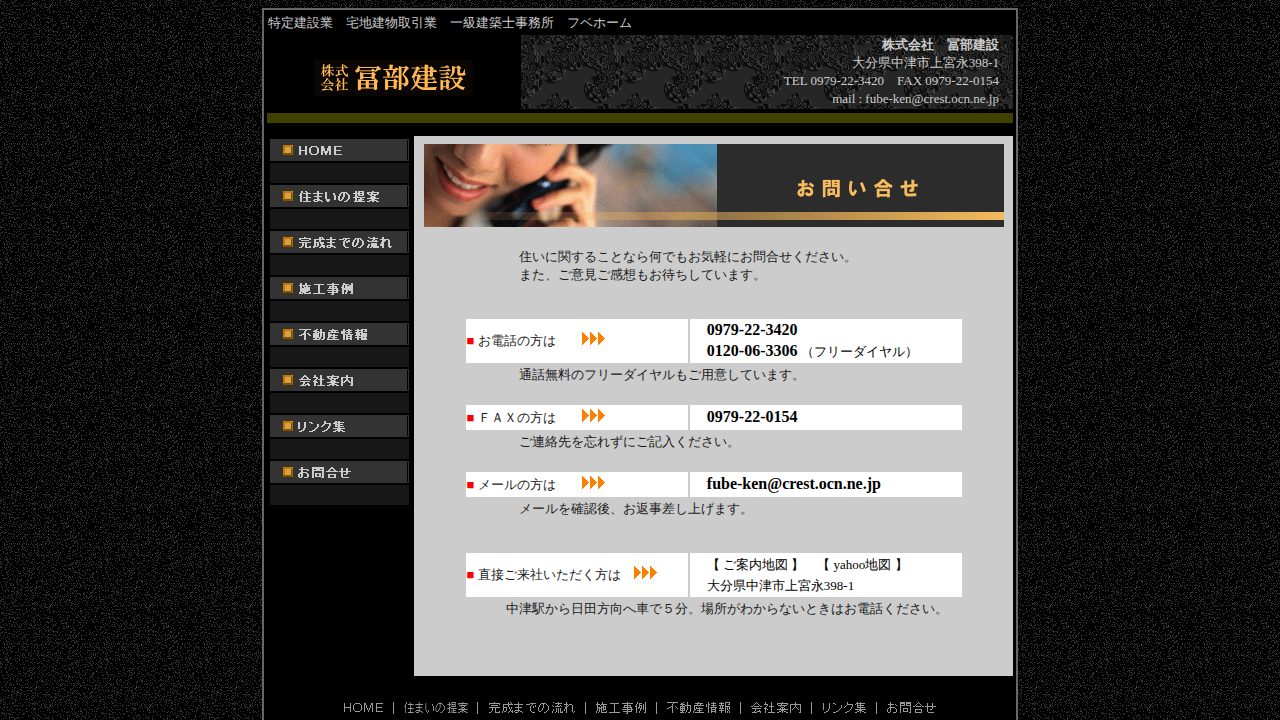 特定建設業　宅地建物取引業　一級建築士事務所　フベホーム
株式会社 冨部建設
株式会社　冨部建設
大分県中津市上宮永398-1
TEL 0979-22-3420　FAX 0979-22-0154
mail : fube-ken@crest.ocn.ne.jp
HOME
住まいの提案
完成までの流れ
施工事例
不動産情報
会社案内
リンク集
お問合せ
お問い合せ
住いに関することなら何でもお気軽にお問合せください。
また、ご意見ご感想もお待ちしています。
■ お電話の方は
0979-22-3420
0120-06-3306 （フリーダイヤル）
通話無料のフリーダイヤルもご用意しています。
■ ＦＡＸの方は
0979-22-0154
ご連絡先を忘れずにご記入ください。
■ メールの方は
fube-ken@crest.ocn.ne.jp
メールを確認後、お返事差し上げます。
■ 直接ご来社いただく方は
【 ご案内地図 】　【 yahoo地図 】
大分県中津市上宮永398-1
中津駅から日田方向へ車で５分。場所がわからないときはお電話ください。
HOME ｜ 住まいの提案 ｜ 完成までの流れ ｜ 施工事例 ｜ 不動産情報 ｜ 会社案内 ｜ リンク集 ｜ お問合せ